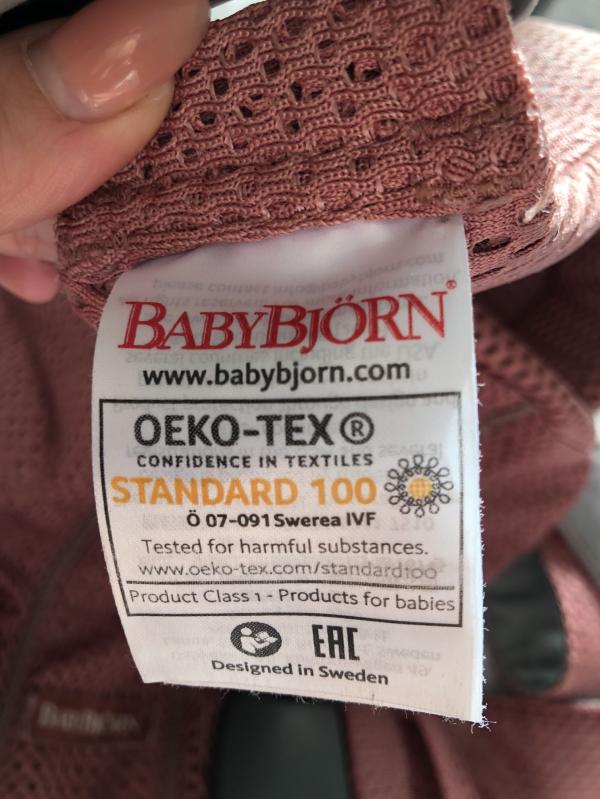 BABYBJÖRN®
www.babybjorn.com
OEKO-TEX®
CONFIDENCE IN TEXTILES
STANDARD 100
Ö 07-091 Swerea IVF
Tested for harmful substances.
www.oeko-tex.com/standard100
Product Class 1 - Products for babies
EAC
Designed in Sweden
BABYBJÖRN